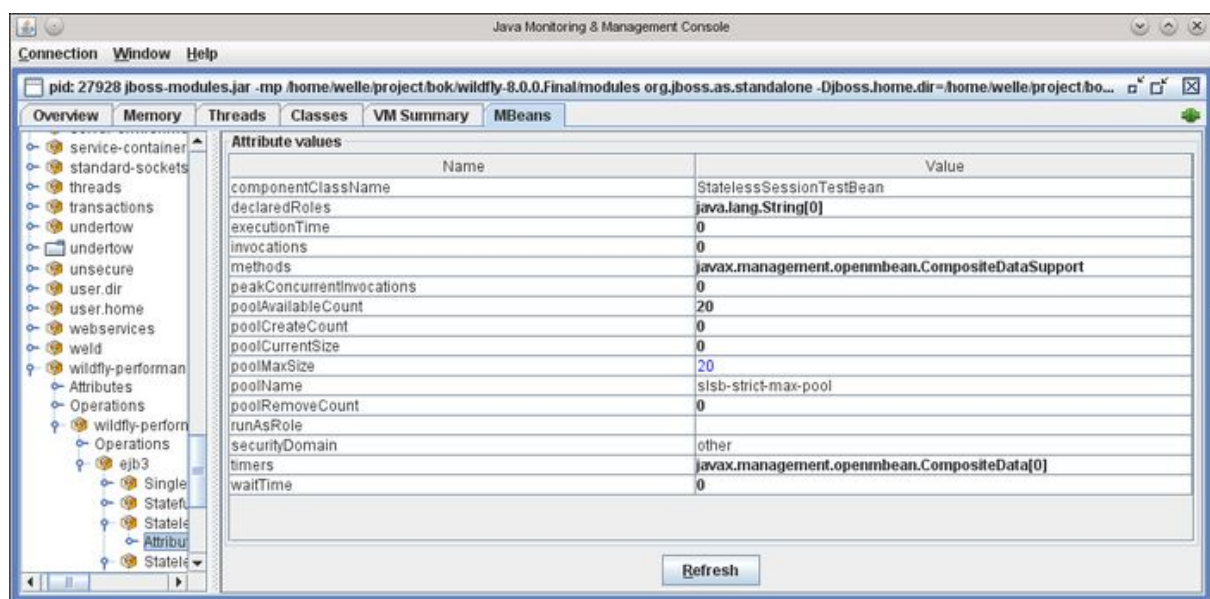 Java Monitoring & Management Console
Connection Window Help
pid: 27928 jboss-modules.jar -mp /home/welle/project/bok/wildfly-8.0.0.Final/modules org.jboss.as.standalone -Djboss.home.dir=/home/welle/project/bo...
Overview Memory Threads Classes VM Summary MBeans
service-container
standard-sockets
threads
transactions
undertow
undertow
unsecure
user.dir
user.home
webservices
weld
wildfly-performan
Attributes
Operations
wildfly-perforn
Operations
ejb3
Single
Statefu
Statele
Attribu
Statele
Attribute values
Name Value
componentClassName StatelessSessionTestBean
declaredRoles java.lang.String[0]
executionTime 0
invocations 0
methods javax.management.openmbean.CompositeDataSupport
peakConcurrentInvocations 0
poolAvailableCount 20
poolCreateCount 0
poolCurrentSize 0
poolMaxSize 20
poolName slsb-strict-max-pool
poolRemoveCount 0
runAsRole
securityDomain other
timers javax.management.openmbean.CompositeData[0]
waitTime 0
Refresh